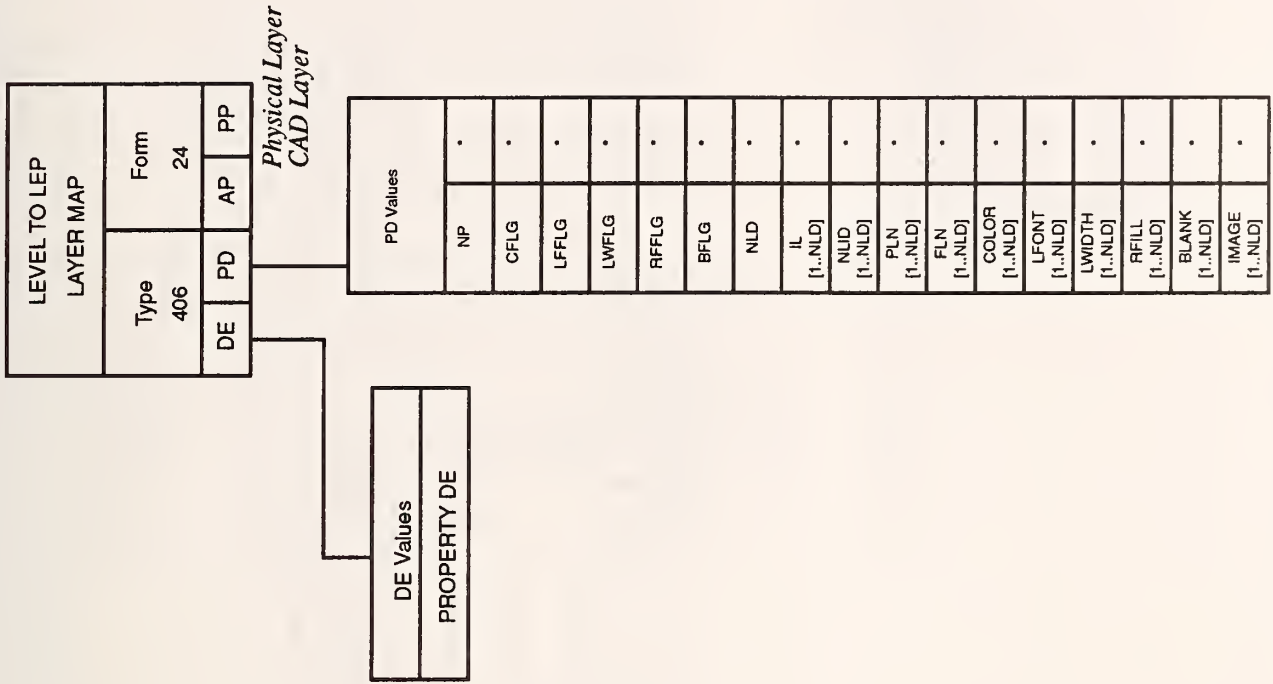 LEVEL TO LEP
LAYER MAP
Type
406
Form
24
DE
PD
AP
PP
Physical Layer
CAD Layer
DE Values
PROPERTY DE
PD Values
NP
CFLG
LFFLG
LWFLG
RFFLG
BFLG
NLD
IL
[1..NLD]
NLID
[1..NLD]
PLN
[1..NLD]
FLN
[1..NLD]
COLOR
[1..NLD]
LFONT
[1..NLD]
LWIDTH
[1..NLD]
RFILL
[1..NLD]
BLANK
[1..NLD]
IMAGE
[1..NLD]